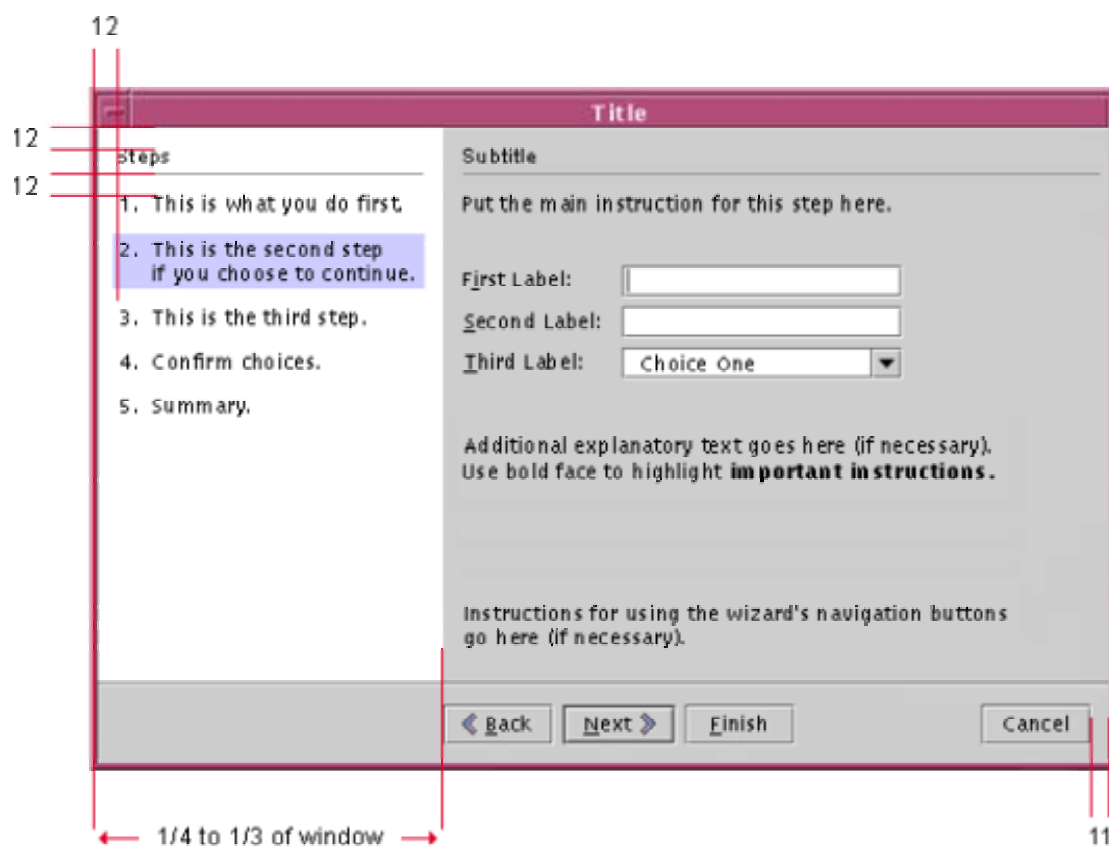 12
Title
12
Steps
Subtitle
12
1. This is what you do first.
Put the main instruction for this step here.
2. This is the second step
if you choose to continue.
First Label:
3. This is the third step.
Second Label:
4. Confirm choices.
Third Label: Choice One
5. Summary.
Additional explanatory text goes here (if necessary).
Use bold face to highlight important instructions.
Instructions for using the wizard's navigation buttons
go here (if necessary).
Back Next Finish Cancel
1/4 to 1/3 of window
11